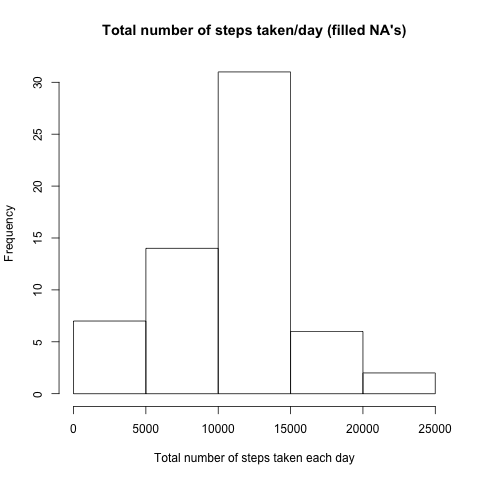 Total number of steps taken/day (filled NA's)
30
25
20
15
10
5
0
Frequency
0 5000 10000 15000 20000 25000
Total number of steps taken each day